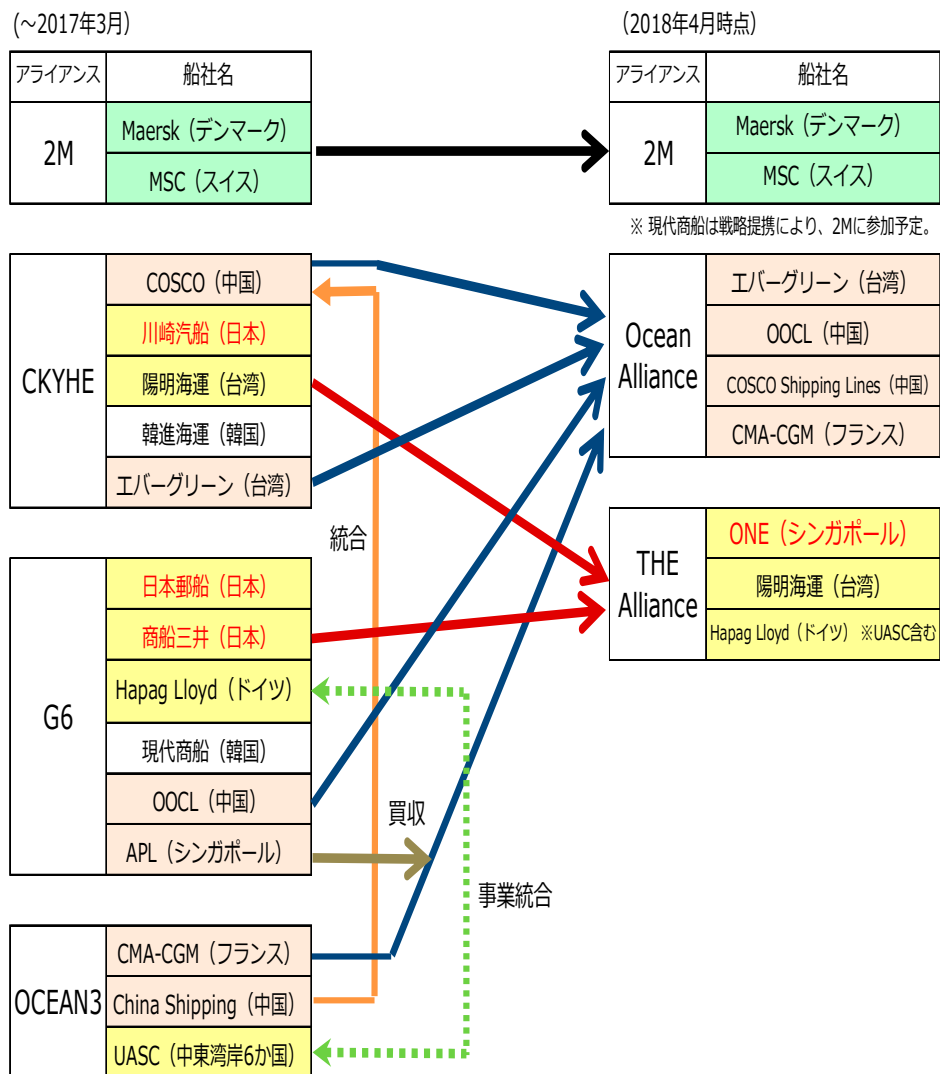 (～2017年3月)
アライアンス 船社名
2M
Maersk（デンマーク）
MSC（スイス）
CKYHE
COSCO（中国）
川崎汽船（日本）
陽明海運（台湾）
韓進海運（韓国）
エバーグリーン（台湾）
統合
G6
日本郵船（日本）
商船三井（日本）
Hapag Lloyd（ドイツ）
現代商船（韓国）
OOCL（中国）
APL（シンガポール）
買収
事業統合
OCEAN3
CMA-CGM（フランス）
China Shipping（中国）
UASC（中東湾岸6か国）
（2018年4月時点）
アライアンス 船社名
2M
Maersk（デンマーク）
MSC（スイス）
※ 現代商船は戦略提携により、2Mに参加予定。
Ocean
Alliance
エバーグリーン（台湾）
OOCL（中国）
COSCO Shipping Lines（中国）
CMA-CGM（フランス）
THE
Alliance
ONE（シンガポール）
陽明海運（台湾）
Hapag Lloyd（ドイツ） ※UASC含む